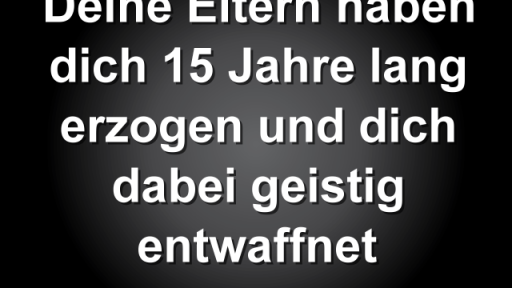 Deine Eltern haben
dich 15 Jahre lang
erzogen und dich
dabei geistig
entwaffnet